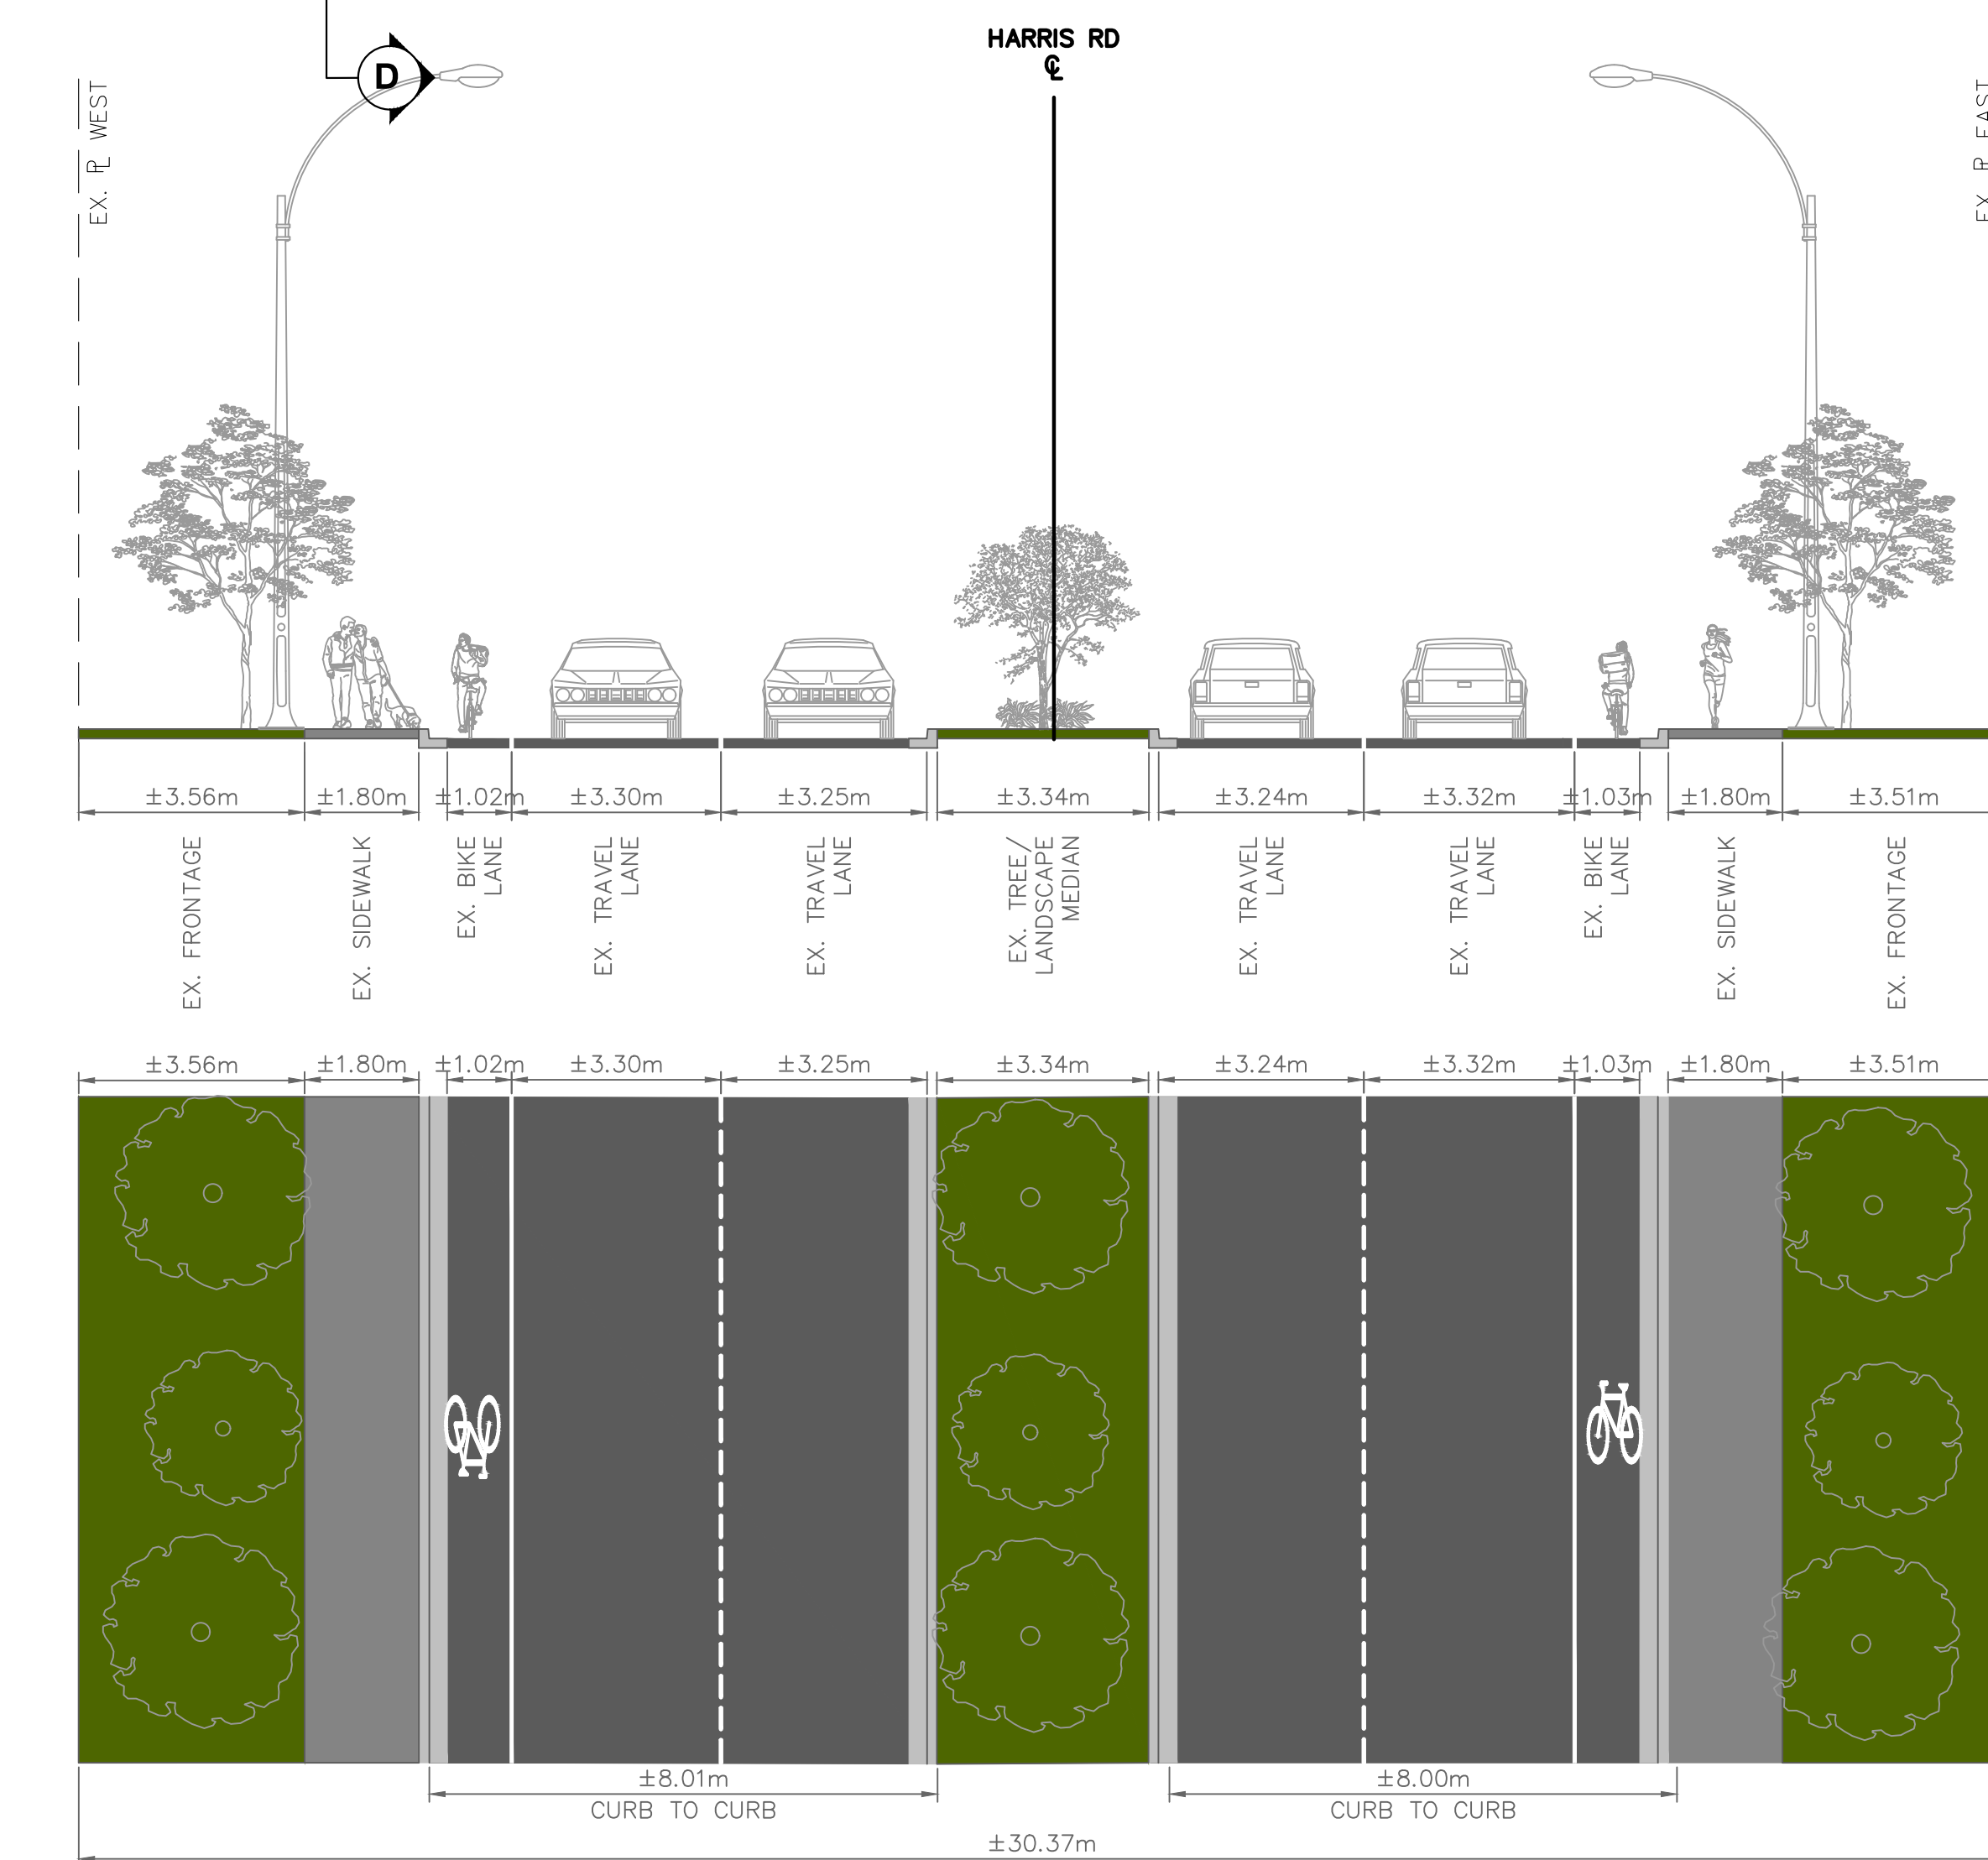 HARRIS RD
℄
D
EX. ⅊ WEST
EX. ⅊ EAST
±3.56m ±1.80m ±1.02m ±3.30m ±3.25m ±3.34m ±3.24m ±3.32m ±1.03m ±1.80m ±3.51m
EX. FRONTAGE
EX. SIDEWALK
EX. BIKE
LANE
EX. TRAVEL
LANE
EX. TRAVEL
LANE
EX. TREE/
LANDSCAPE
MEDIAN
EX. TRAVEL
LANE
EX. TRAVEL
LANE
EX. BIKE
LANE
EX. SIDEWALK
EX. FRONTAGE
±3.56m ±1.80m ±1.02m ±3.30m ±3.25m ±3.34m ±3.24m ±3.32m ±1.03m ±1.80m ±3.51m
±8.01m
CURB TO CURB
±8.00m
CURB TO CURB
±30.37m